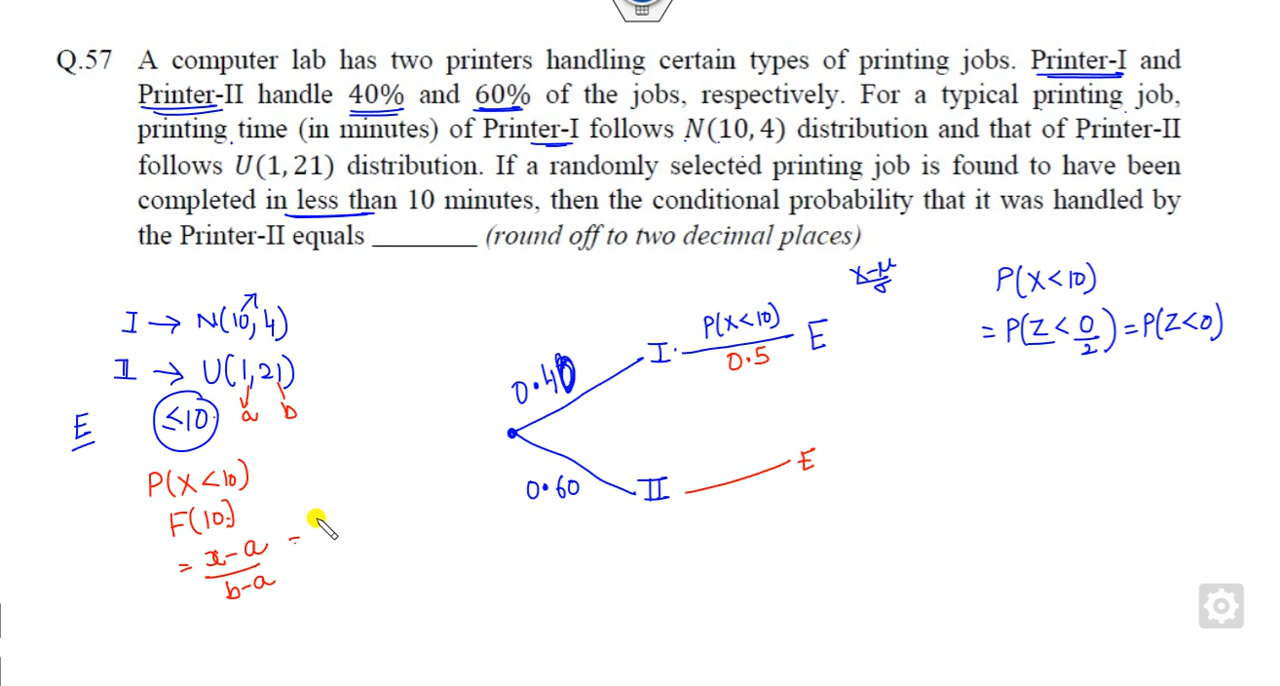 Q.57 A computer lab has two printers handling certain types of printing jobs. Printer-I and
Printer-II handle 40% and 60% of the jobs, respectively. For a typical printing job,
printing time (in minutes) of Printer-I follows N(10, 4) distribution and that of Printer-II
follows U(1, 21) distribution. If a randomly selected printing job is found to have been
completed in less than 10 minutes, then the conditional probability that it was handled by
the Printer-II equals ________ (round off to two decimal places)
x-μ/σ
P(X<10)
= P(Z < 0/2) = P(Z<0)
I → N(10, 4)
II → U(1, 21)
a b
E ≤10
P(X<10)
F(10)
= x-a/b-a =
0.40
I P(X<10) E
0.5
0.60
II E